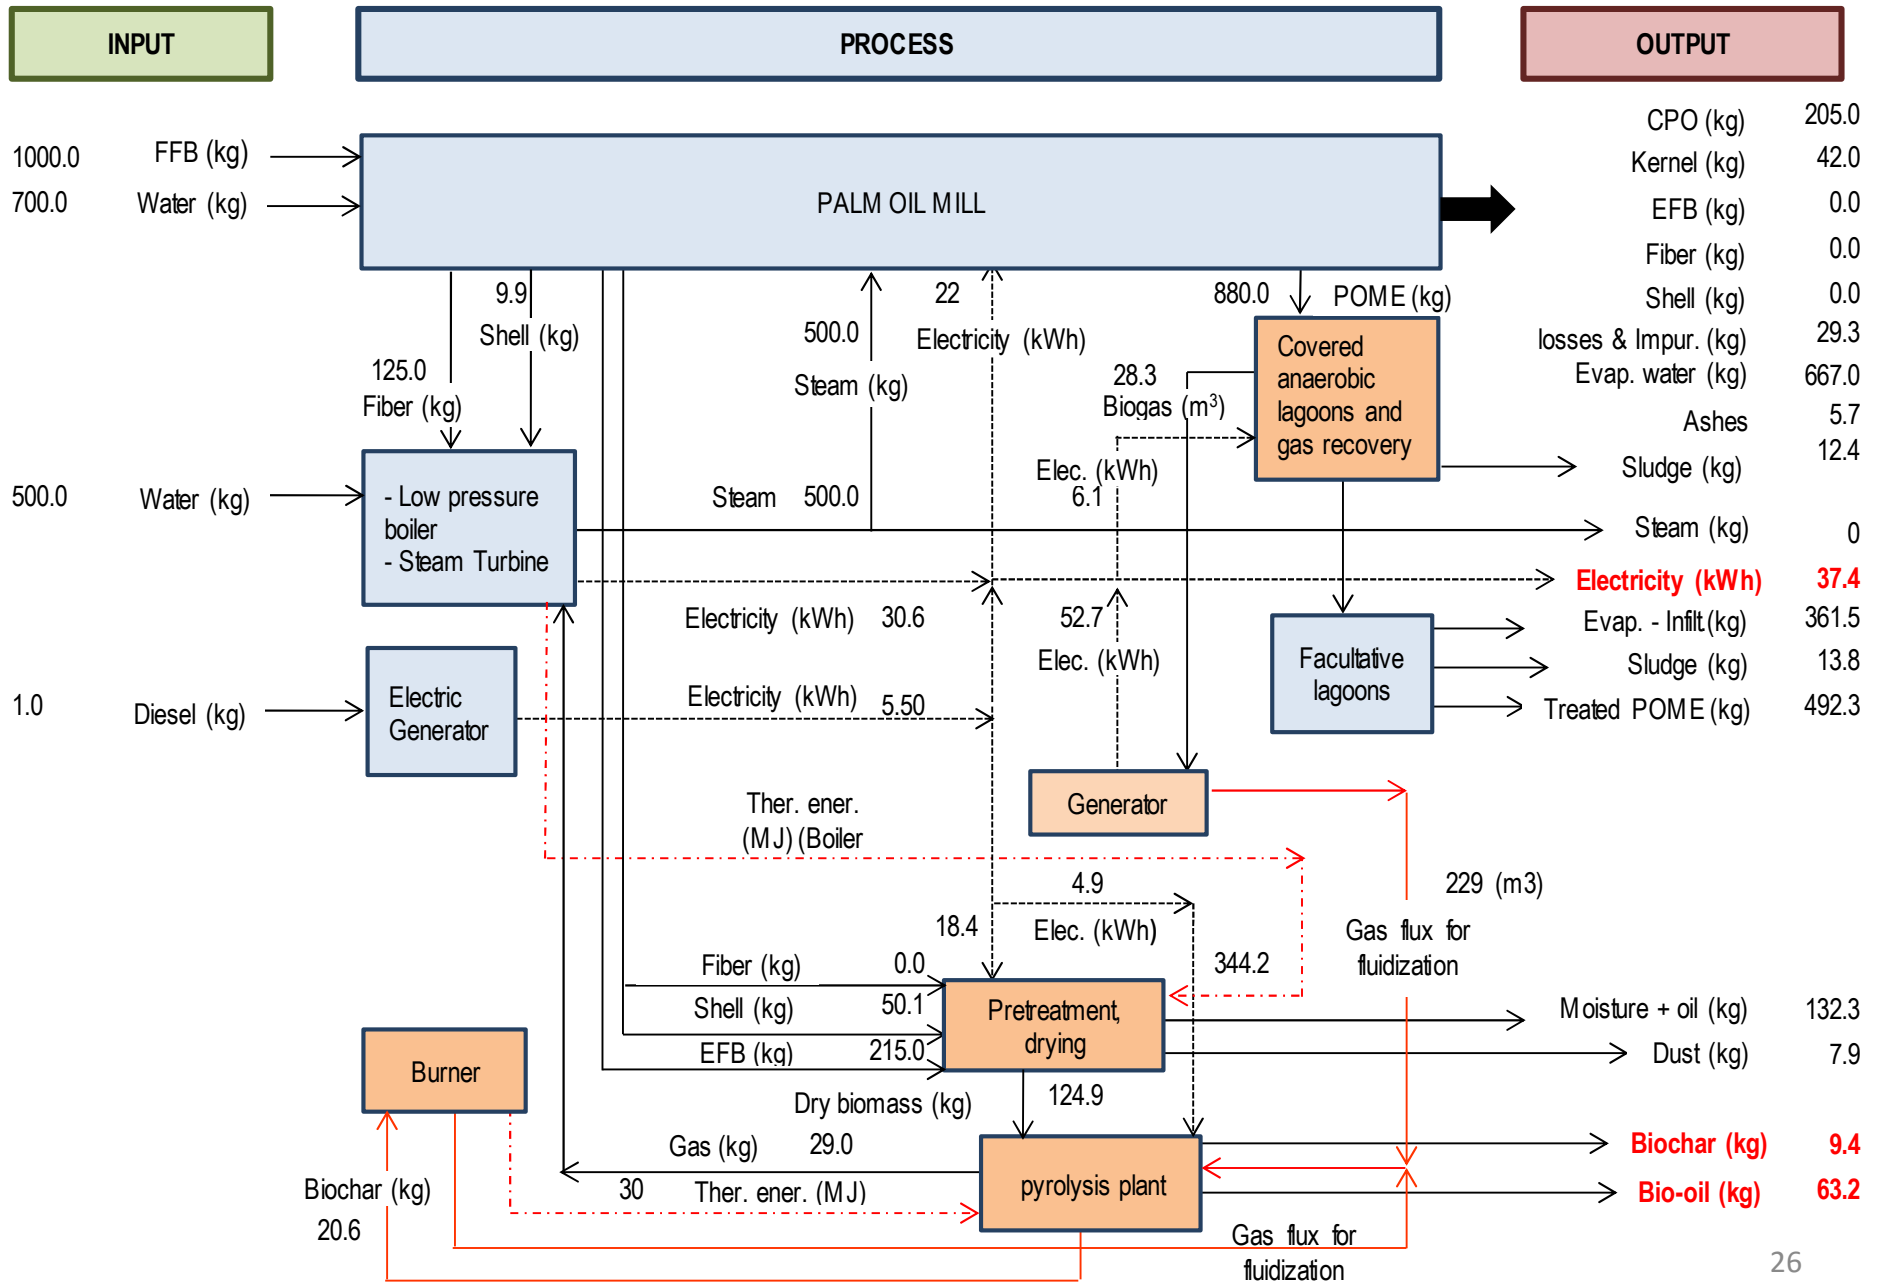 INPUT
PROCESS
OUTPUT
1000.0 FFB (kg)
700.0 Water (kg)
PALM OIL MILL
CPO (kg) 205.0
Kernel (kg) 42.0
EFB (kg) 0.0
Fiber (kg) 0.0
Shell (kg) 0.0
losses & Impur. (kg) 29.3
Evap. water (kg) 667.0
Ashes 5.7
12.4
Sludge (kg)
9.9
Shell (kg)
125.0
Fiber (kg)
500.0
Steam (kg)
22
Electricity (kWh)
880.0 POME (kg)
28.3
Biogas (m³)
Covered
anaerobic
lagoons and
gas recovery
Elec. (kWh)
6.1
500.0 Water (kg)
- Low pressure
boiler
- Steam Turbine
Steam 500.0
Steam (kg) 0
Electricity (kWh) 37.4
Electricity (kWh) 30.6
52.7
Elec. (kWh)
Facultative
lagoons
Evap. - Infilt.(kg) 361.5
Sludge (kg) 13.8
Treated POME (kg) 492.3
1.0 Diesel (kg)
Electric
Generator
Electricity (kWh) 5.50
Generator
Ther. ener.
(MJ) (Boiler
4.9
Elec. (kWh)
18.4
229 (m3)
Gas flux for
fluidization
344.2
Fiber (kg) 0.0
Shell (kg) 50.1
EFB (kg) 215.0
Pretreatment,
drying
Moisture + oil (kg) 132.3
Dust (kg) 7.9
Burner
Dry biomass (kg) 124.9
Gas (kg) 29.0
30 Ther. ener. (MJ)
pyrolysis plant
Biochar (kg) 9.4
Bio-oil (kg) 63.2
Biochar (kg)
20.6
Gas flux for
fluidization
26